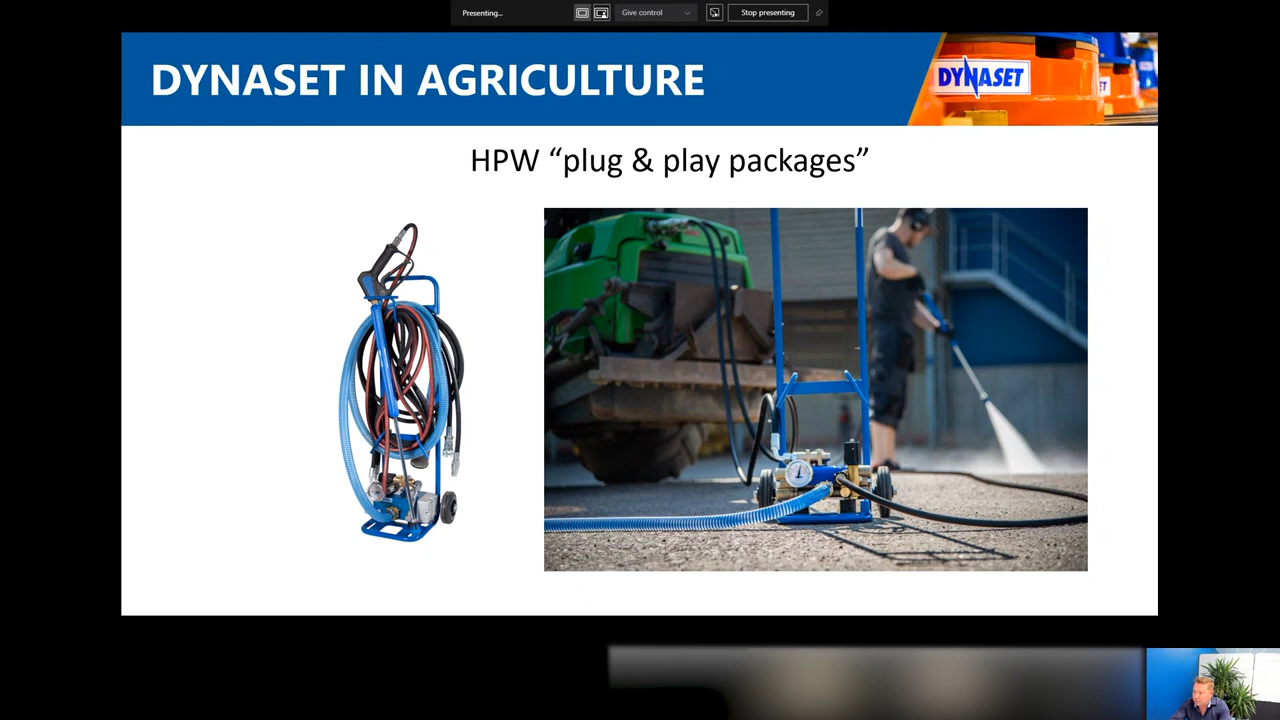 Presenting...
Give control
Stop presenting
DYNASET IN AGRICULTURE
DYNASET
HPW “plug & play packages”